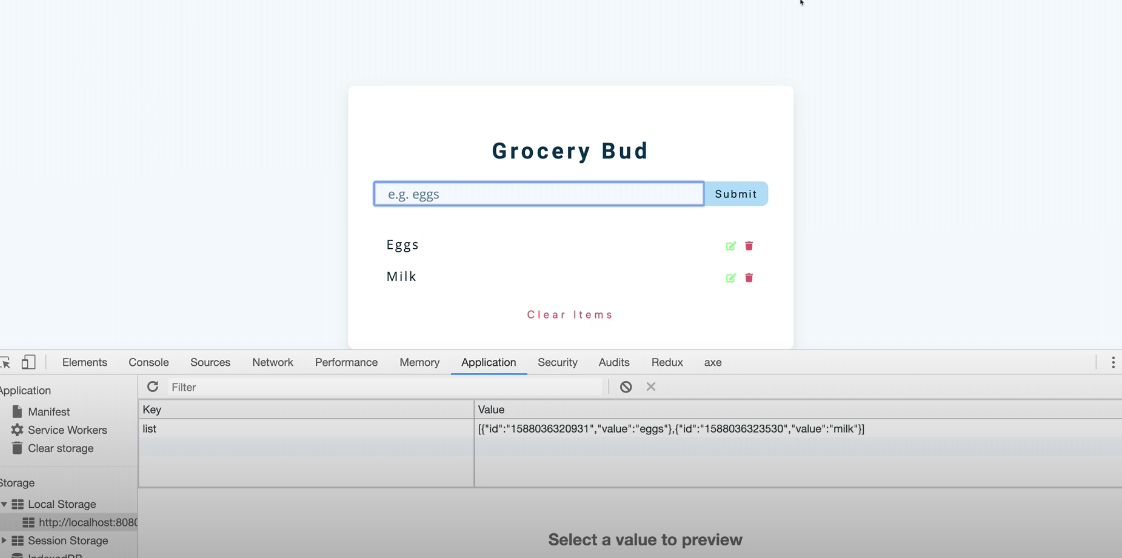 Grocery Bud
e.g. eggs Submit
Eggs
Milk
Clear Items
Elements Console Sources Network Performance Memory Application Security Audits Redux axe
Application
Filter
Manifest
Service Workers
Clear storage
Key Value
list [{"id":"1588036320931","value":"eggs"},{"id":"1588036323530","value":"milk"}]
Storage
Local Storage
http://localhost:8080
Session Storage
IndexedDB
Select a value to preview